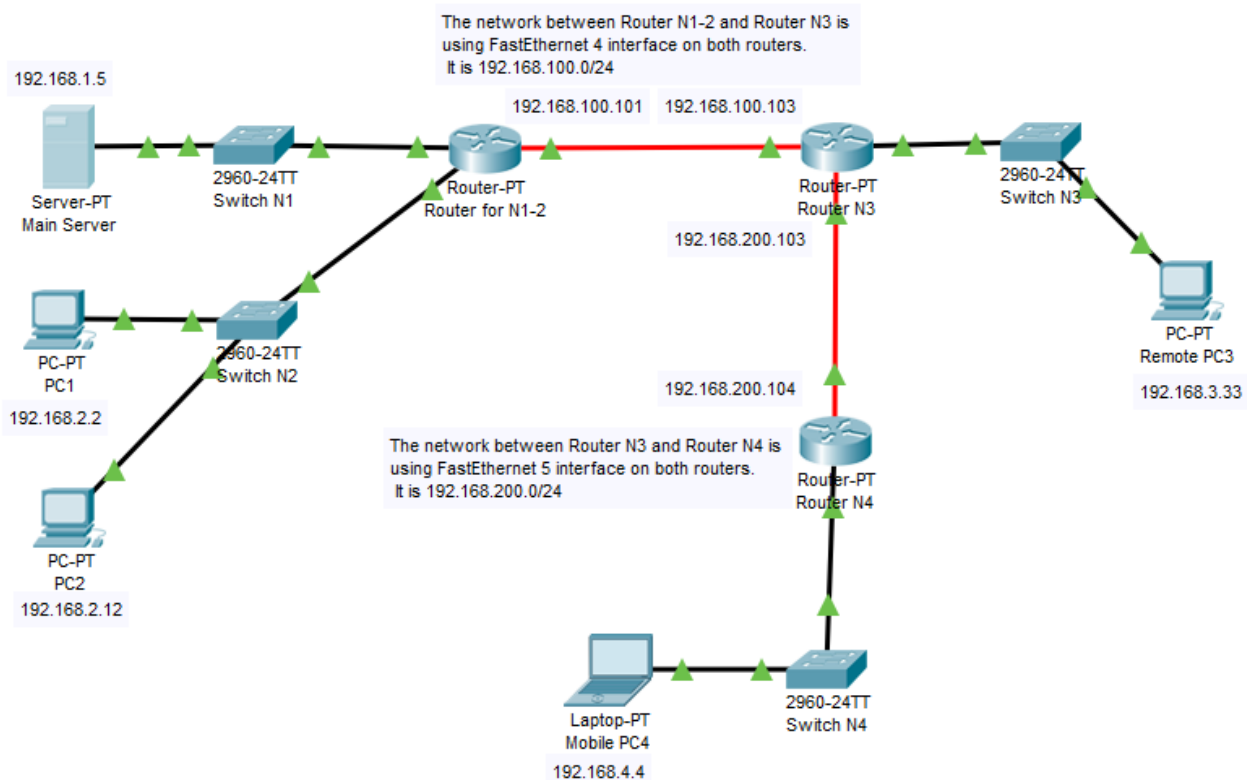 The network between Router N1-2 and Router N3 is
using FastEthernet 4 interface on both routers.
It is 192.168.100.0/24
192.168.1.5
192.168.100.101
192.168.100.103
Server-PT
Main Server
2960-24TT
Switch N1
Router-PT
Router for N1-2
Router-PT
Router N3
2960-24TT
Switch N3
192.168.200.103
PC-PT
PC1
192.168.2.2
2960-24TT
Switch N2
PC-PT
Remote PC3
192.168.3.33
192.168.200.104
The network between Router N3 and Router N4 is
using FastEthernet 5 interface on both routers.
It is 192.168.200.0/24
Router-PT
Router N4
PC-PT
PC2
192.168.2.12
Laptop-PT
Mobile PC4
192.168.4.4
2960-24TT
Switch N4